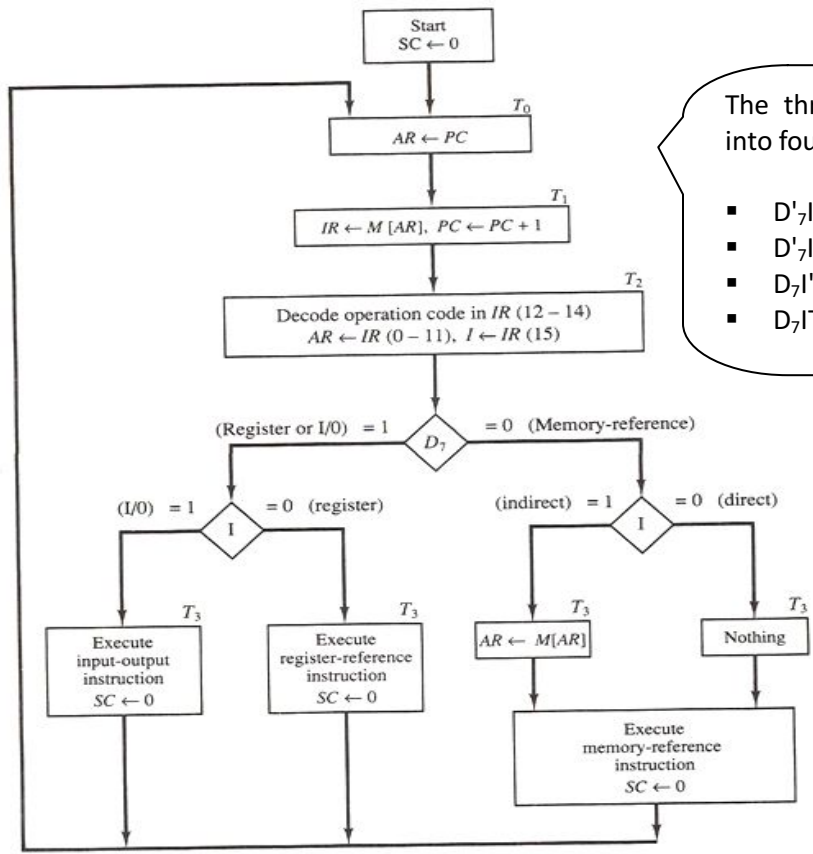 Start
SC ← 0
T₀
AR ← PC
T₁
IR ← M [AR], PC ← PC + 1
T₂
Decode operation code in IR (12 – 14)
AR ← IR (0 – 11), I ← IR (15)
(Register or I/0) = 1
D₇
= 0 (Memory-reference)
(I/0) = 1
I
= 0 (register)
(indirect) = 1
I
= 0 (direct)
T₃
Execute
input-output
instruction
SC ← 0
T₃
Execute
register-reference
instruction
SC ← 0
T₃
AR ← M[AR]
T₃
Nothing
Execute
memory-reference
instruction
SC ← 0
The
into
▪ D'₇I
▪ D'₇I
▪ D₇I'
▪ D₇I